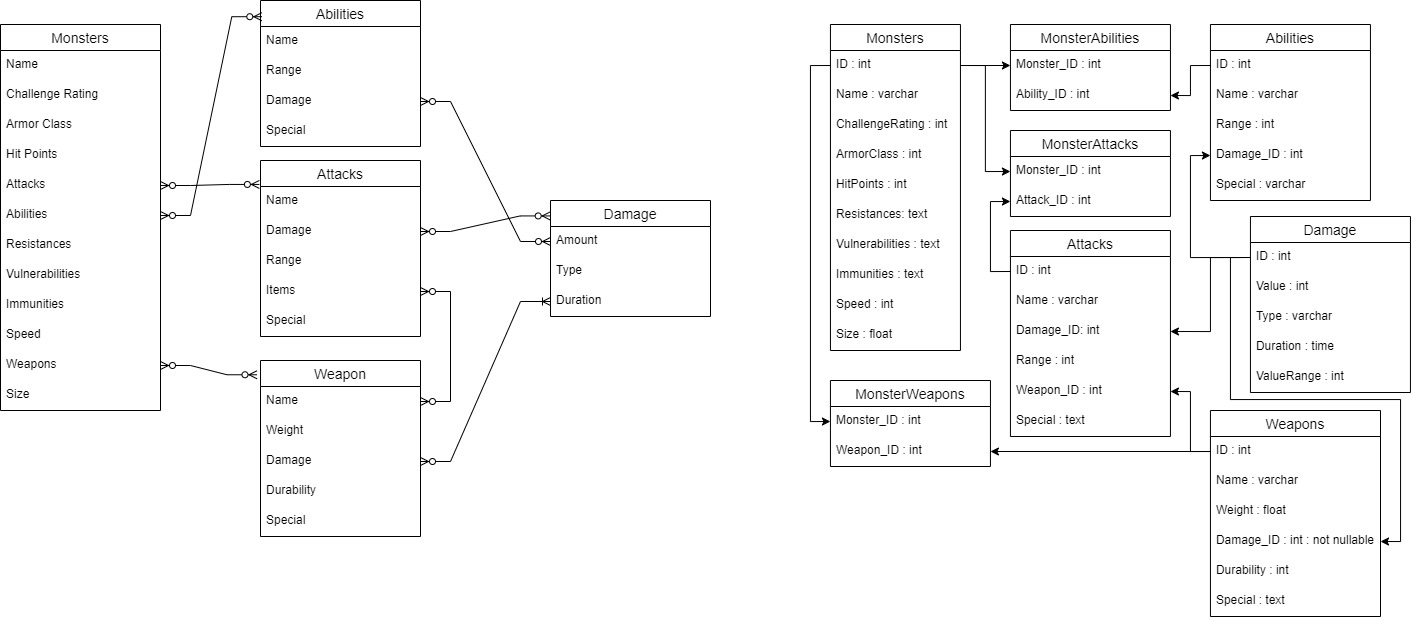 Monsters
Name
Challenge Rating
Armor Class
Hit Points
Attacks
Abilities
Resistances
Vulnerabilities
Immunities
Speed
Weapons
Size
Abilities
Name
Range
Damage
Special
Attacks
Name
Damage
Range
Items
Special
Weapon
Name
Weight
Damage
Durability
Special
Damage
Amount
Type
Duration
Monsters
ID : int
Name : varchar
ChallengeRating : int
ArmorClass : int
HitPoints : int
Resistances: text
Vulnerabilities : text
Immunities : text
Speed : int
Size : float
MonsterWeapons
Monster_ID : int
Weapon_ID : int
MonsterAbilities
Monster_ID : int
Ability_ID : int
MonsterAttacks
Monster_ID : int
Attack_ID : int
Attacks
ID : int
Name : varchar
Damage_ID: int
Range : int
Weapon_ID : int
Special : text
Abilities
ID : int
Name : varchar
Range : int
Damage_ID : int
Special : varchar
Damage
ID : int
Value : int
Type : varchar
Duration : time
ValueRange : int
Weapons
ID : int
Name : varchar
Weight : float
Damage_ID : int : not nullable
Durability : int
Special : text